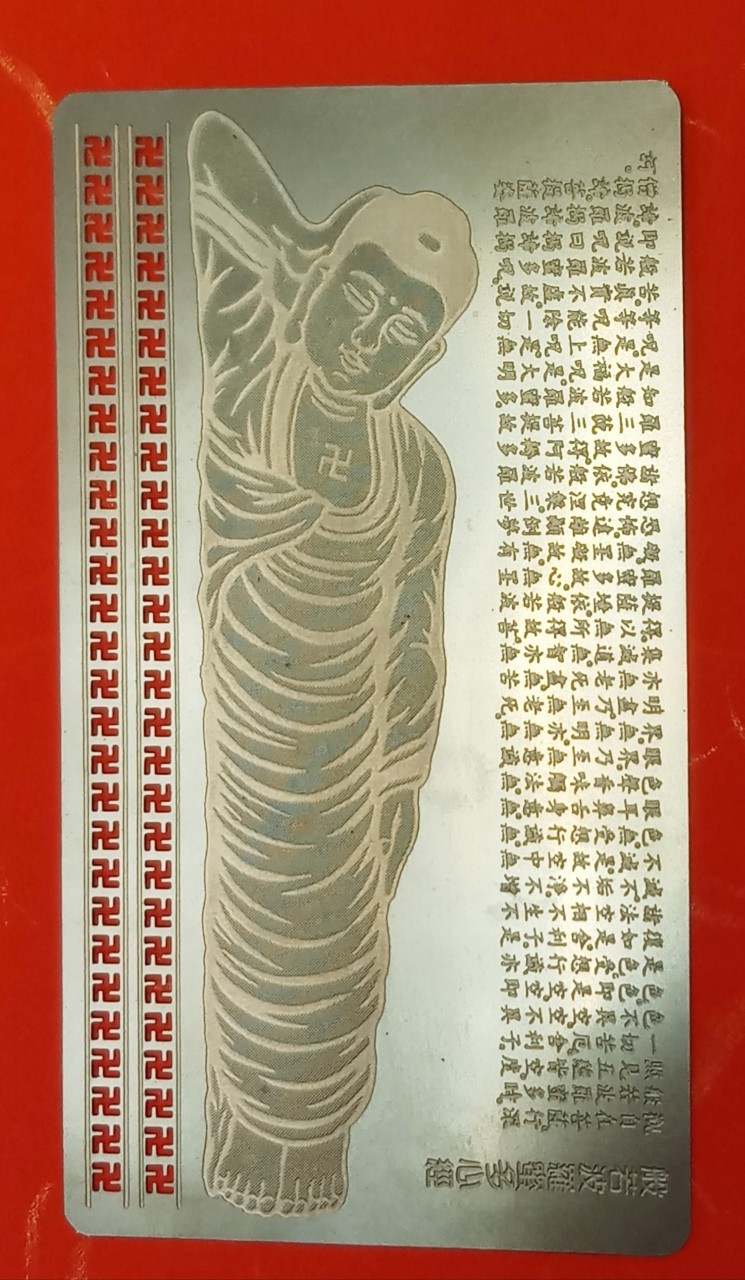 般若波羅蜜多心經
觀自在菩薩行深
般若波羅蜜多時
照見五蘊皆空。度
一切苦厄。舍利子
色不異空。空不異
色。色即是空。空即
是色。受想行識亦
復如是。舍利子。是
諸法空相。不生不
滅。不垢不淨。不增
不減。是故空中無
色。無受想行識。無
眼耳鼻舌身意。無
色聲香味觸法。無
眼界。乃至無意識
界。無無明亦無無
明盡。乃至無老死。
亦無老死盡。無苦
集滅道。無智亦無
得。以無所得故。菩
提薩埵。依般若波
羅蜜多故。心無罣
礙。無罣礙故。無有
恐怖。遠離顛倒夢
想。究竟涅槃。三世
諸佛。依般若波羅
蜜多故。得阿耨多
羅三藐三菩提。故
知般若波羅蜜多。
是大神呪。是大明
呪。是無上呪。是無
等等呪。能除一切
苦。真實不虛。故說
般若波羅蜜多呪。
即說呪曰。揭諦揭
諦。波羅揭諦。波羅
僧揭諦。菩提薩婆
訶。